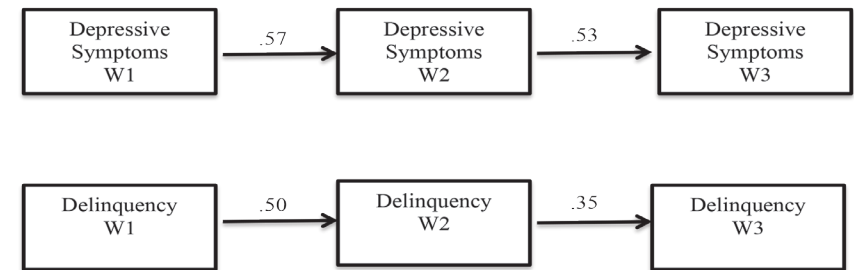 Depressive
Symptoms
W1
.57
Depressive
Symptoms
W2
.53
Depressive
Symptoms
W3
Delinquency
W1
.50
Delinquency
W2
.35
Delinquency
W3